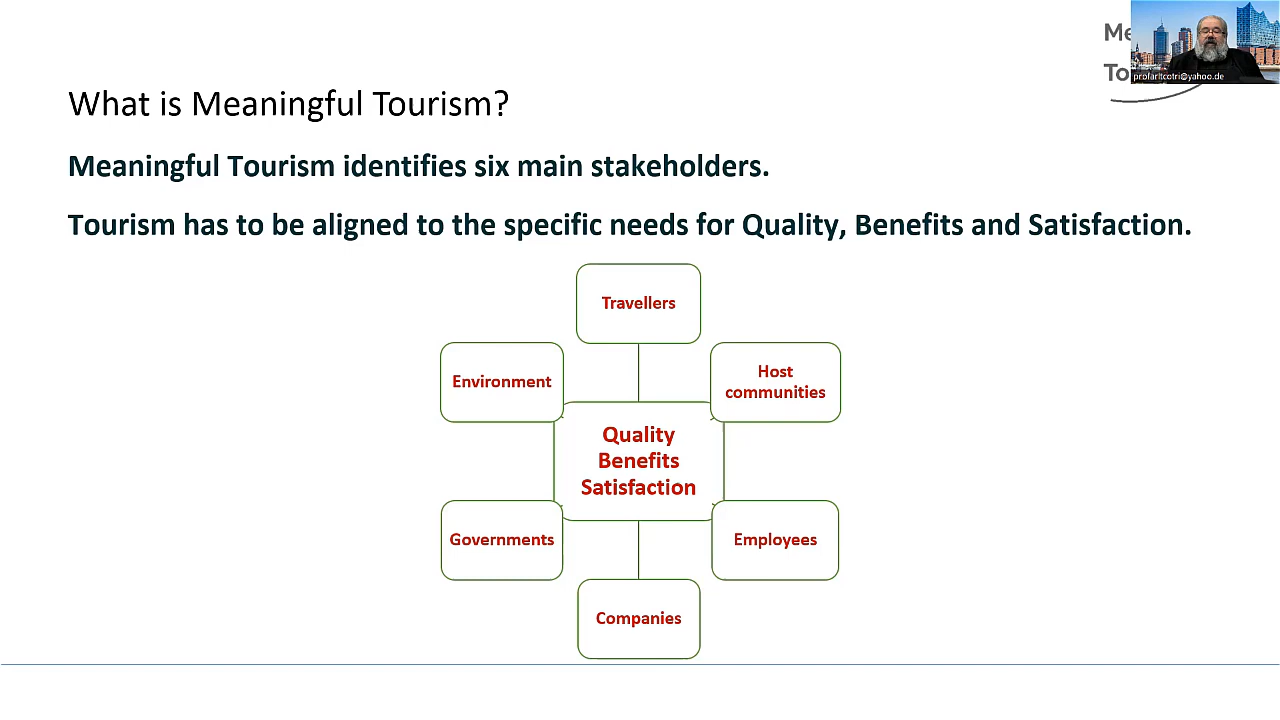 What is Meaningful Tourism?
Meaningful Tourism identifies six main stakeholders.
Tourism has to be aligned to the specific needs for Quality, Benefits and Satisfaction.
Travellers
Environment
Host
communities
Quality
Benefits
Satisfaction
Governments
Employees
Companies
profarltcotri@yahoo.de